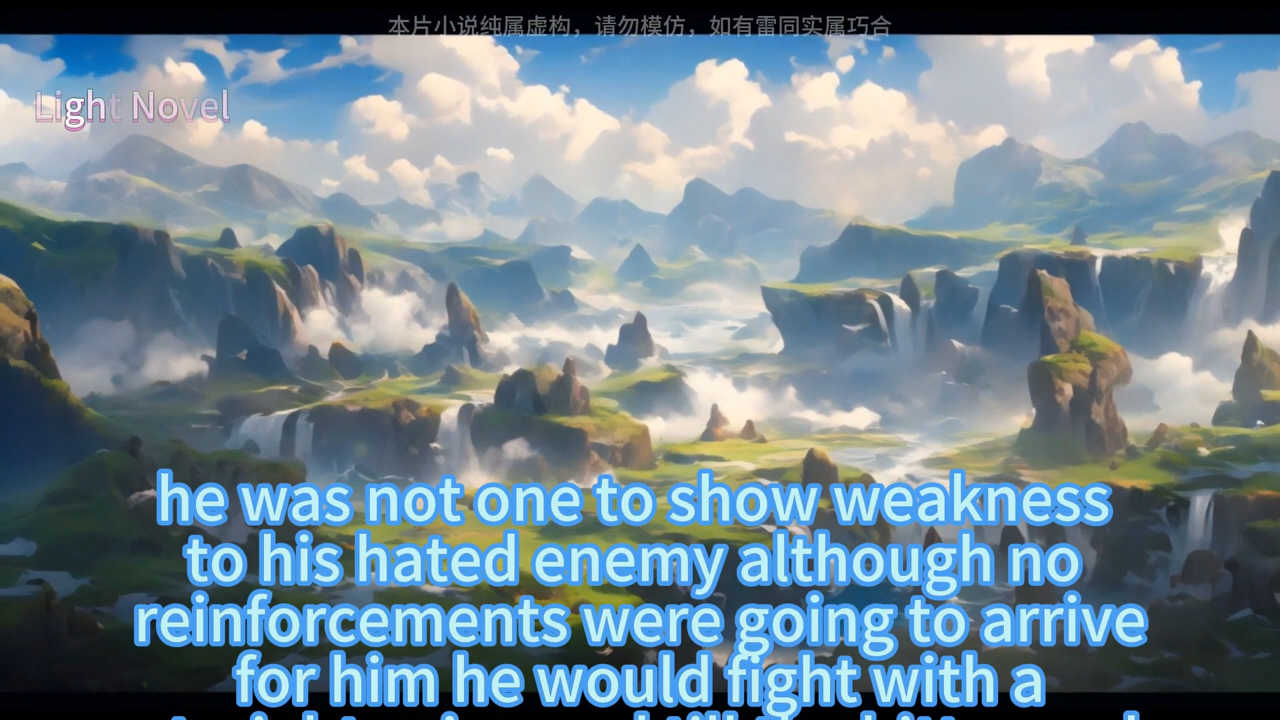 本片小说纯属虚构，请勿模仿，如有雷同实属巧合
Light Novel
he was not one to show weakness
to his hated enemy although no
reinforcements were going to arrive
for him he would fight with a